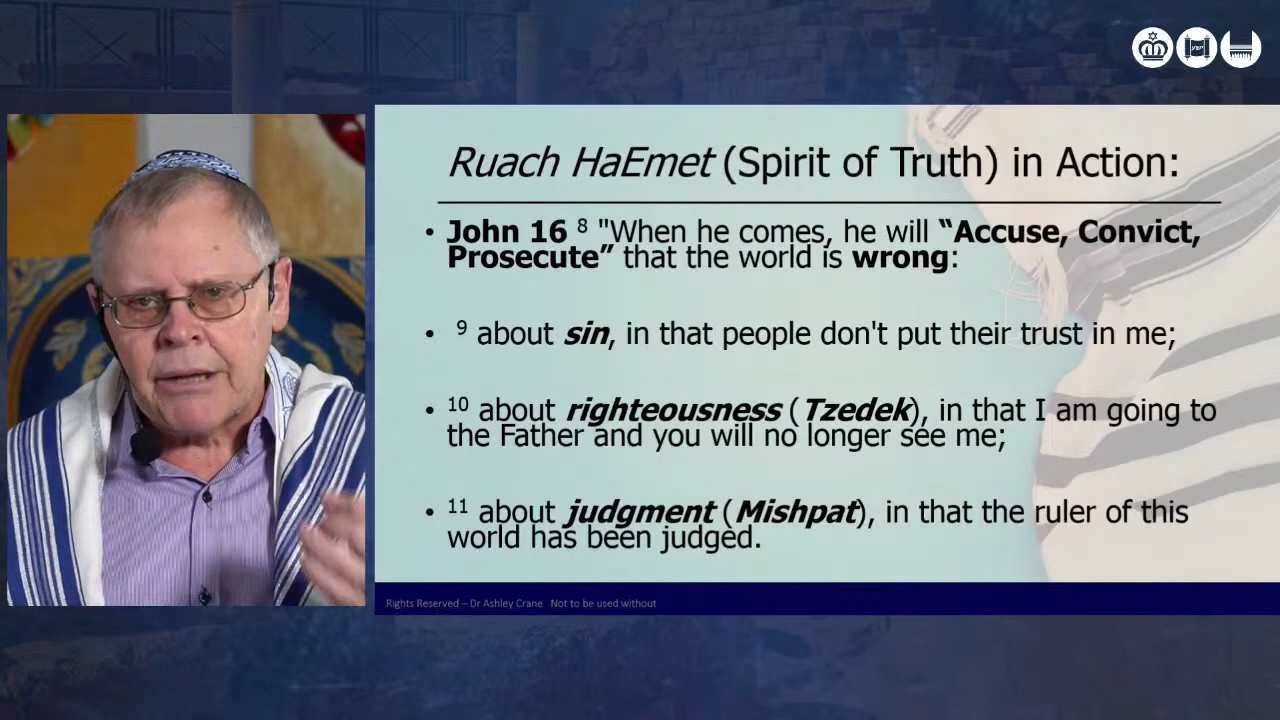 Ruach HaEmet (Spirit of Truth) in Action:
• John 16 ⁸ "When he comes, he will “Accuse, Convict,
Prosecute” that the world is wrong:
• ⁹ about sin, in that people don't put their trust in me;
• ¹⁰ about righteousness (Tzedek), in that I am going to
the Father and you will no longer see me;
• ¹¹ about judgment (Mishpat), in that the ruler of this
world has been judged.
Rights Reserved – Dr Ashley Crane Not to be used without